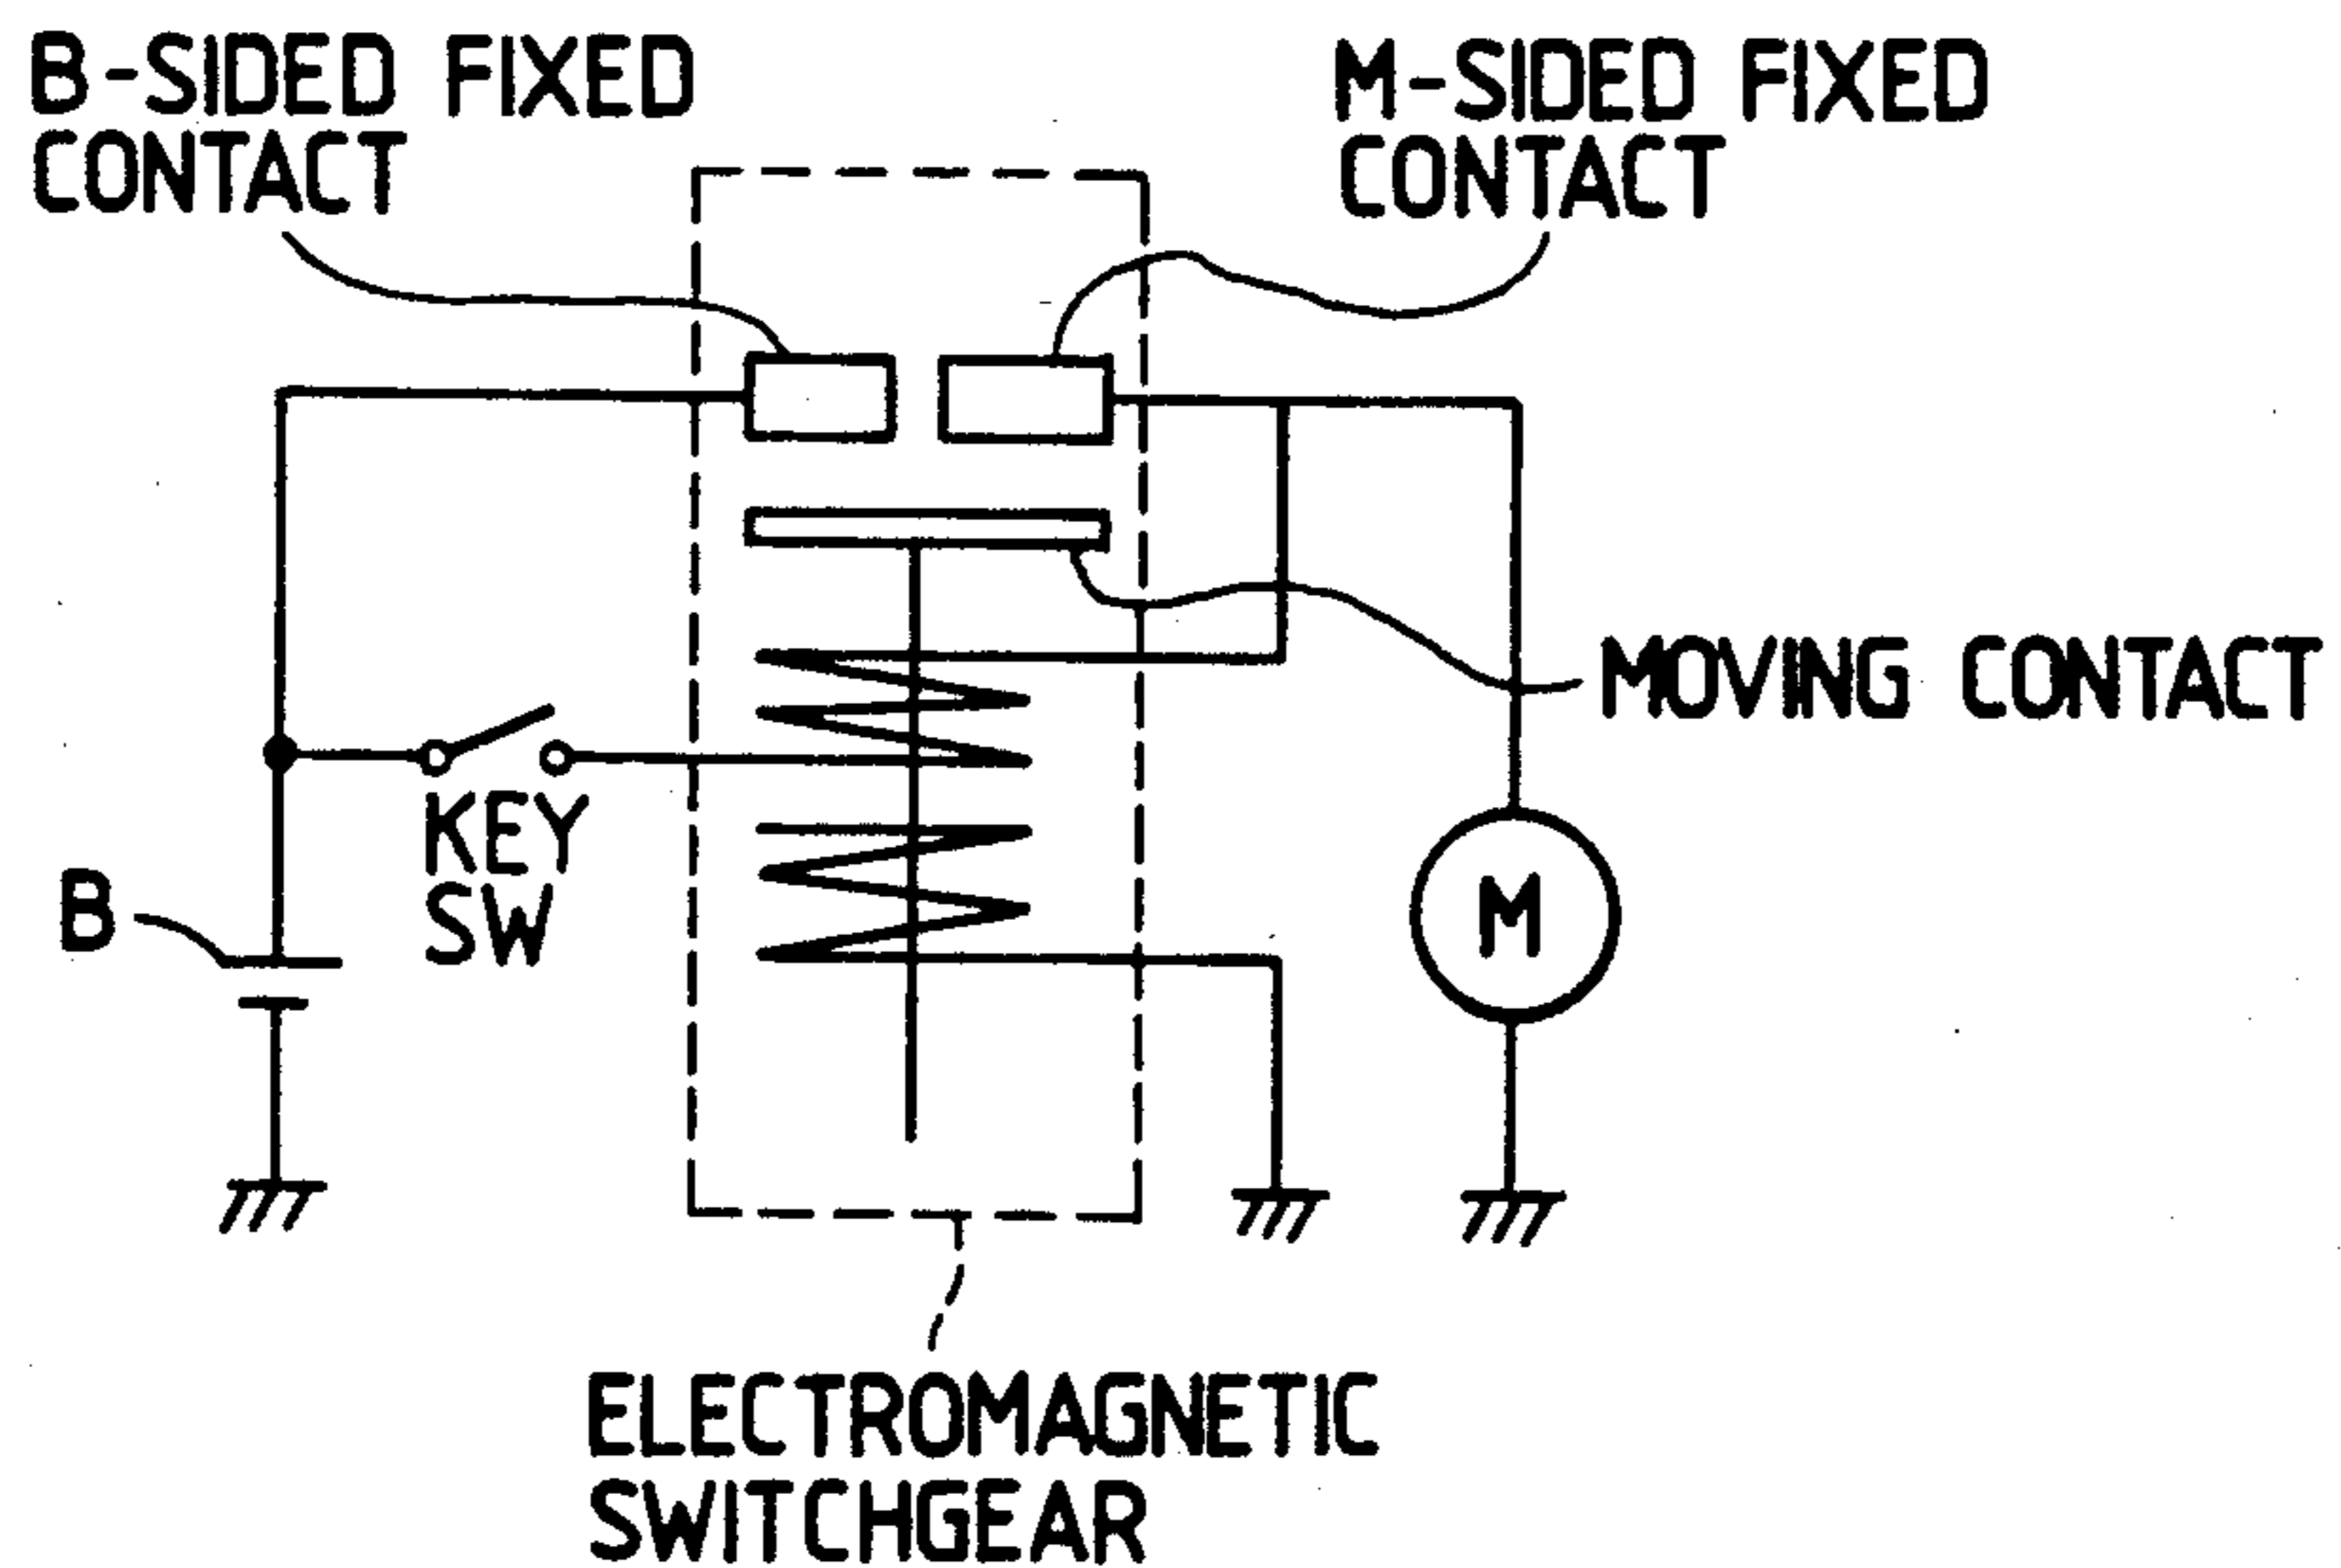 B-SIDED FIXED
CONTACT
M-SIDED FIXED
CONTACT
MOVING CONTACT
KEY
SW
B
M
ELECTROMAGNETIC
SWITCHGEAR